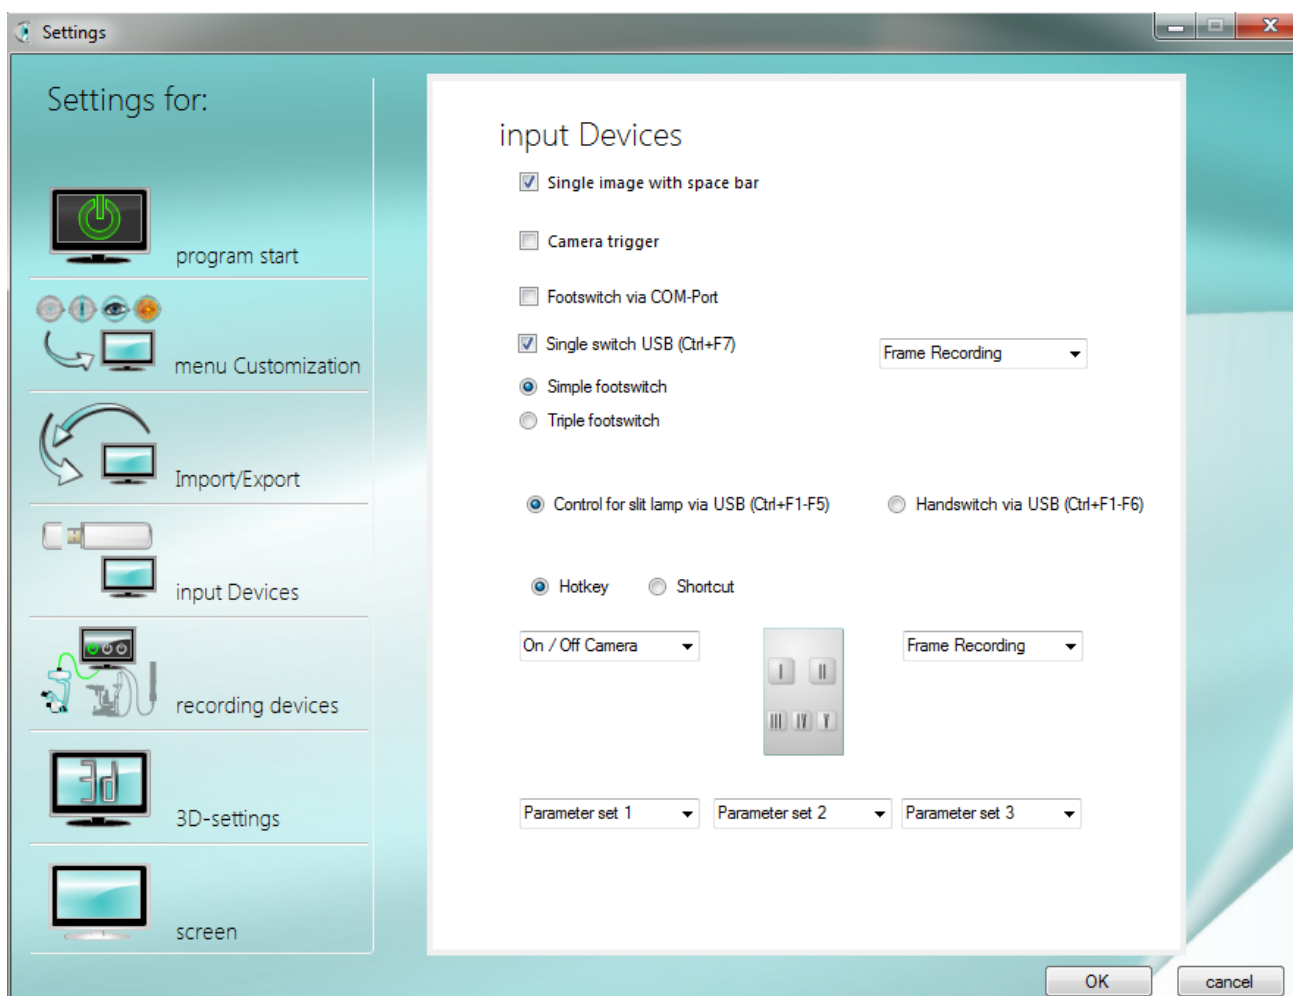 Settings
Settings for:
program start
menu Customization
Import/Export
input Devices
recording devices
3d
3D-settings
screen
input Devices
Single image with space bar
Camera trigger
Footswitch via COM-Port
Single switch USB (Ctrl+F7)
Frame Recording
Simple footswitch
Triple footswitch
Control for slit lamp via USB (Ctrl+F1-F5)
Handswitch via USB (Ctrl+F1-F6)
Hotkey
Shortcut
On / Off Camera
Frame Recording
I II
III IV V
Parameter set 1
Parameter set 2
Parameter set 3
OK
cancel